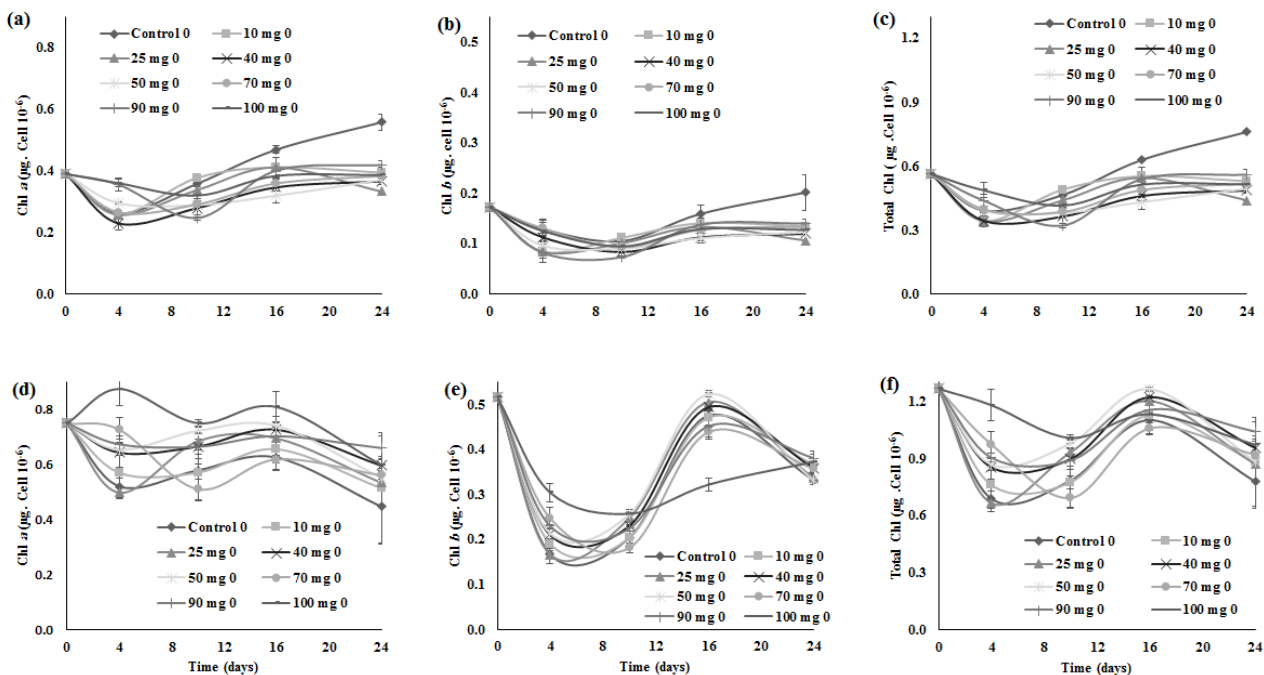 (a)
Chl a (µg. Cell 10⁻⁶)
0.8
0.6
0.4
0.2
0.0
Control 0 10 mg 0
25 mg 0 40 mg 0
50 mg 0 70 mg 0
90 mg 0 100 mg 0
0 4 8 12 16 20 24
(b)
Chl b (µg. cell 10⁻⁶)
0.5
0.4
0.3
0.2
0.1
0.0
Control 0 10 mg 0
25 mg 0 40 mg 0
50 mg 0 70 mg 0
90 mg 0 100 mg 0
0 4 8 12 16 20 24
(c)
Total Chl ( µg .Cell 10⁻⁶)
1.2
0.9
0.6
0.3
0.0
Control 0 10 mg 0
25 mg 0 40 mg 0
50 mg 0 70 mg 0
90 mg 0 100 mg 0
0 4 8 12 16 20 24
(d)
Chl a (µg. Cell 10⁻⁶)
0.8
0.6
0.4
0.2
0.0
Control 0 10 mg 0
25 mg 0 40 mg 0
50 mg 0 70 mg 0
90 mg 0 100 mg 0
0 4 8 12 16 20 24
Time (days)
(e)
Chl b (µg. Cell 10⁻⁶)
0.5
0.4
0.3
0.2
0.1
0.0
Control 0 10 mg 0
25 mg 0 40 mg 0
50 mg 0 70 mg 0
90 mg 0 100 mg 0
0 4 8 12 16 20 24
Time (days)
(f)
Total Chl (µg .Cell 10⁻⁶)
1.2
0.9
0.6
0.3
0.0
Control 0 10 mg 0
25 mg 0 40 mg 0
50 mg 0 70 mg 0
90 mg 0 100 mg 0
0 4 8 12 16 20 24
Time (days)